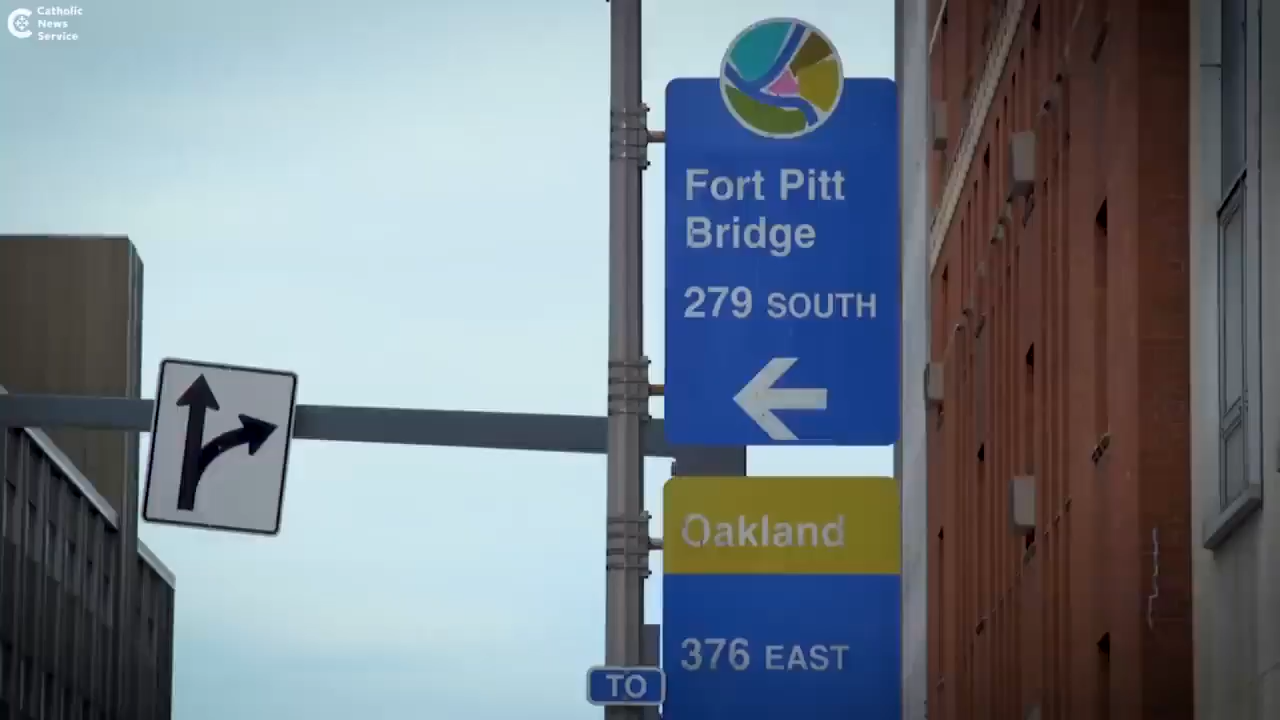 Catholic
News
Service
Fort Pitt
Bridge
279 SOUTH
Oakland
376 EAST
TO